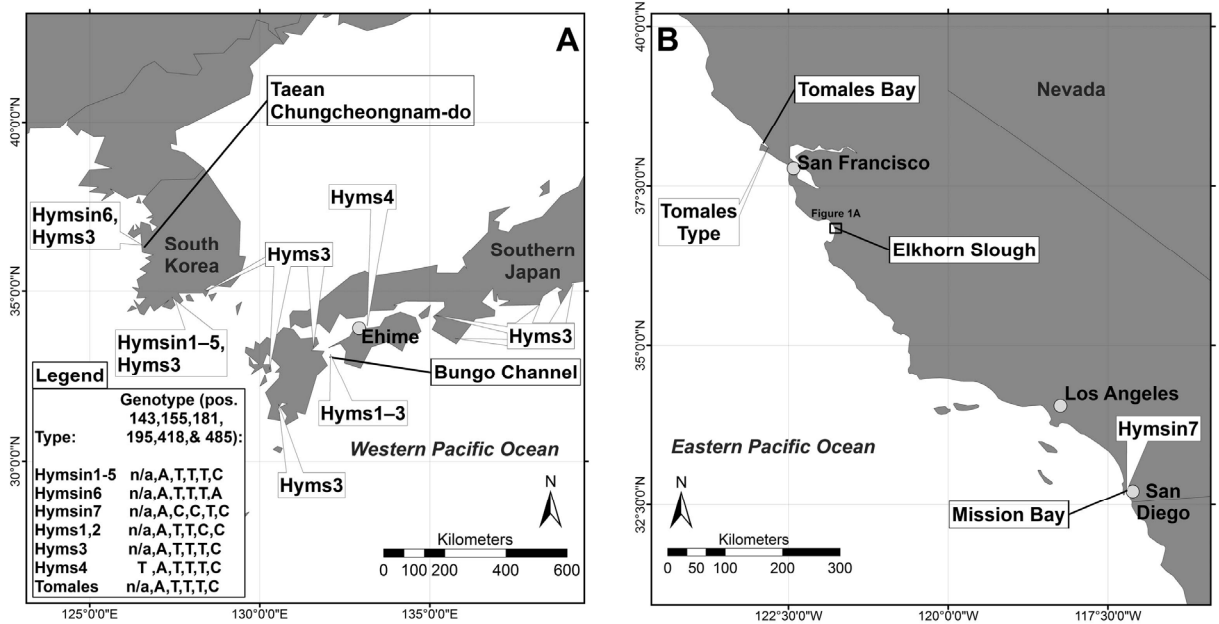 A
Taean
Chungcheongnam-do
40°0'0"N
Hyms4
Hymsin6,
Hyms3
South
Korea
Hyms3
Southern
Japan
35°0'0"N
Hymsin1–5,
Hyms3
Ehime
Hyms3
Bungo Channel
Hyms1–3
Western Pacific Ocean
30°0'0"N
Hyms3
Legend
Genotype (pos.
143,155,181,
Type: 195,418,& 485):
Hymsin1-5 n/a,A,T,T,T,C
Hymsin6 n/a,A,T,T,T,A
Hymsin7 n/a,A,C,C,T,C
Hyms1,2 n/a,A,T,T,C,C
Hyms3 n/a,A,T,T,T,C
Hyms4 T ,A,T,T,T,C
Tomales n/a,A,T,T,T,C
N
Kilometers
0 100 200 400 600
125°0'0"E 130°0'0"E 135°0'0"E
B
40°0'0"N
Tomales Bay
Nevada
San Francisco
37°30'0"N
Tomales
Type
Figure 1A
Elkhorn Slough
35°0'0"N
Los Angeles
Hymsin7
Eastern Pacific Ocean
32°30'0"N
Mission Bay
San
Diego
N
Kilometers
0 50 100 200 300
122°30'0"E 120°0'0"E 117°30'0"E